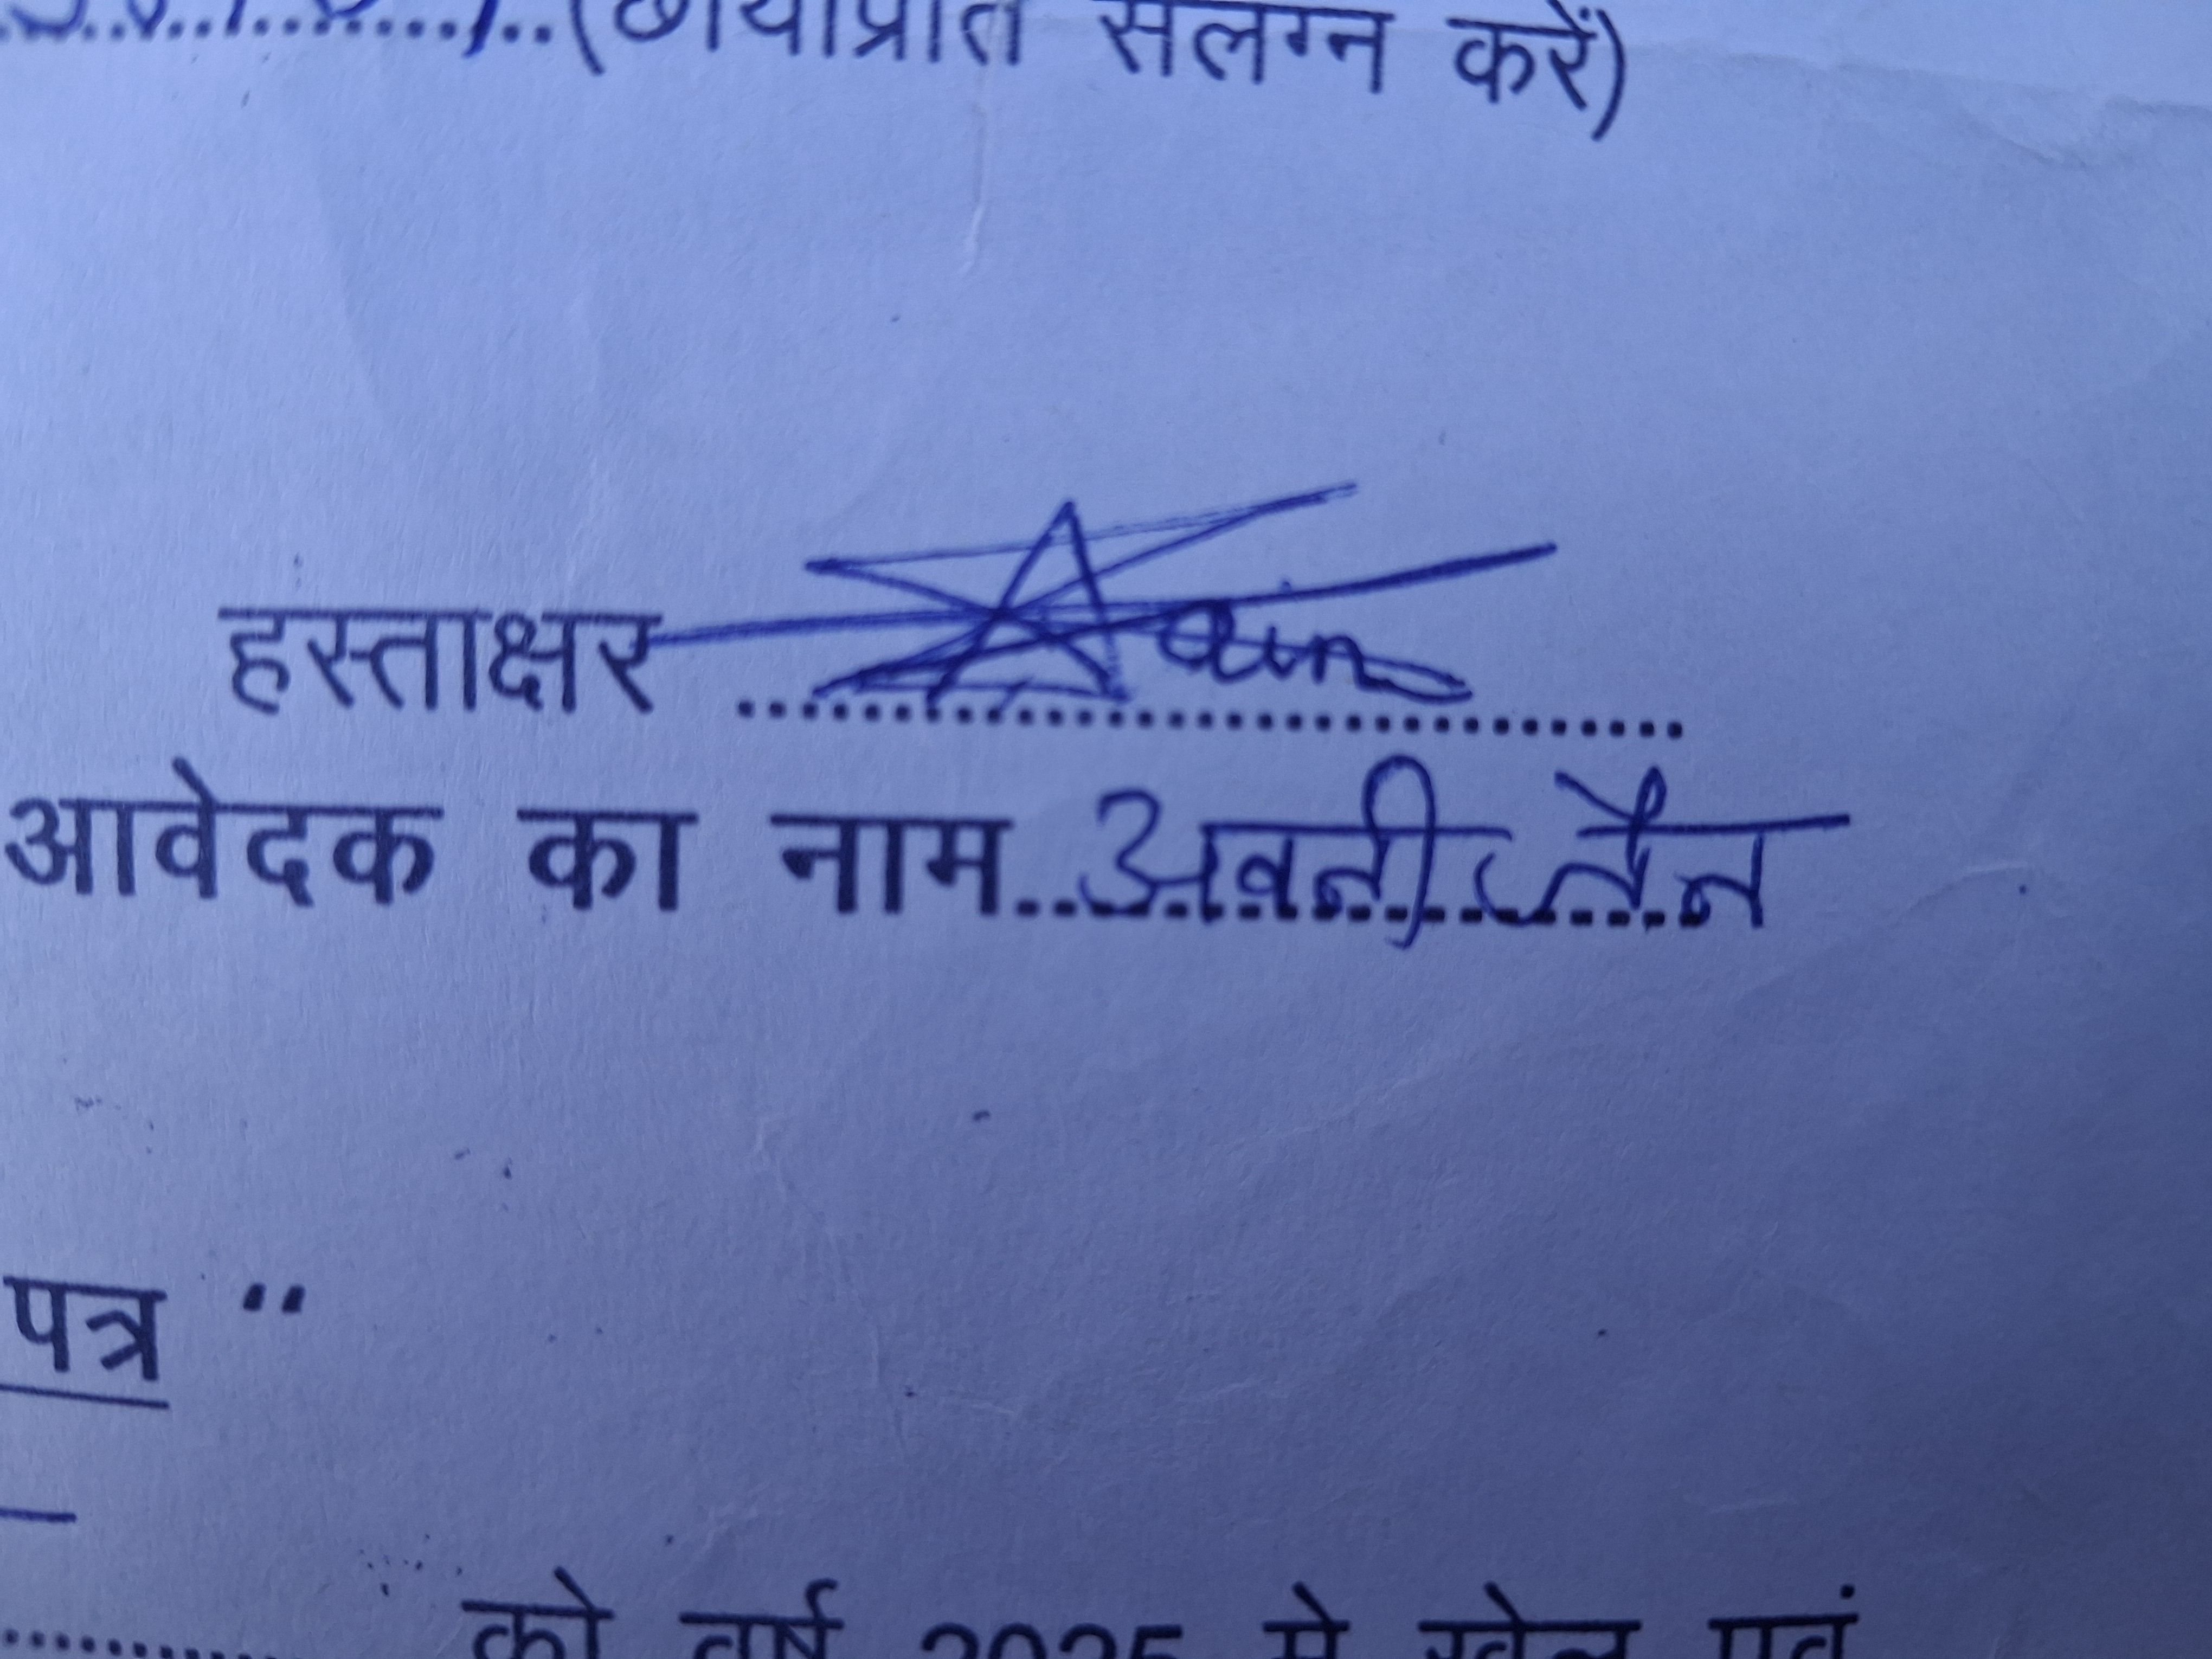 (छायाप्रति संलग्न करें)
हस्ताक्षर
आवेदक का नाम..अवनी जैन
पत्र "
को वर्ष 2025 में खेल एवं